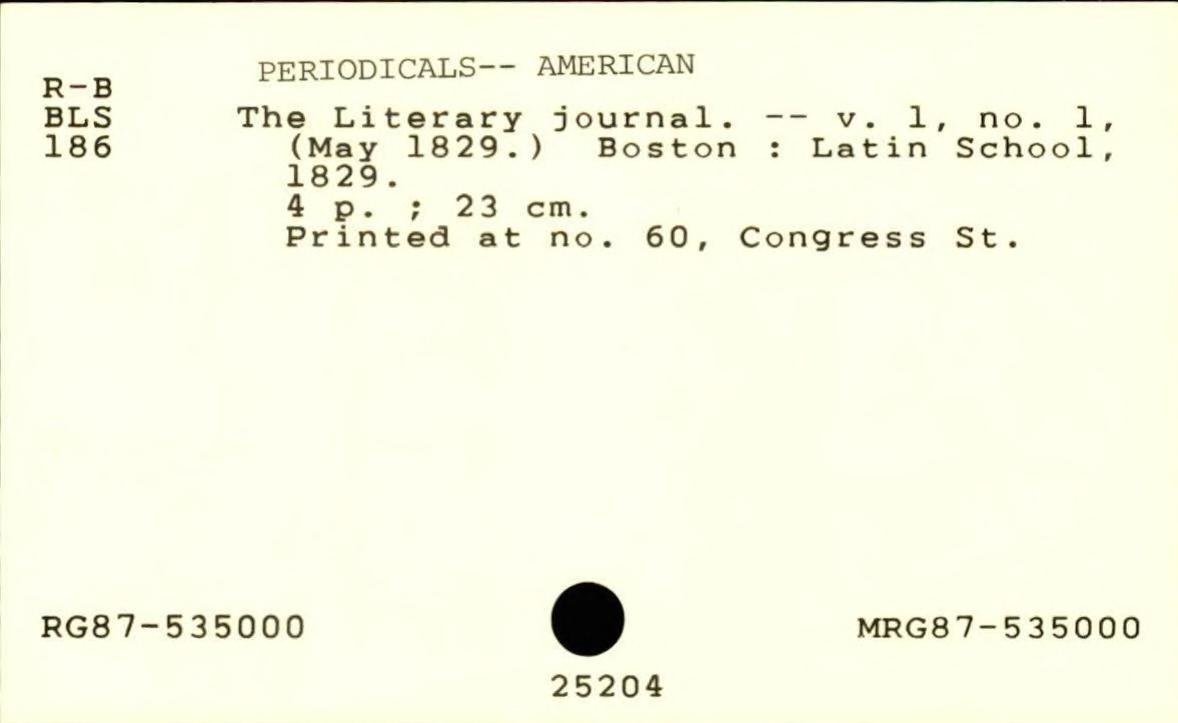 PERIODICALS-- AMERICAN
R-B
BLS
186
The Literary journal. -- v. 1, no. 1,
(May 1829.) Boston : Latin School,
1829.
4 p. ; 23 cm.
Printed at no. 60, Congress St.
RG87-535000
MRG87-535000
25204